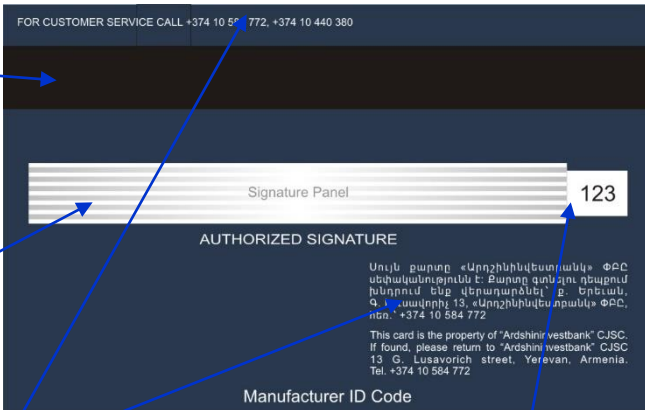 FOR CUSTOMER SERVICE CALL +374 10 584 772, +374 10 440 380
Signature Panel
123
AUTHORIZED SIGNATURE
Սույն քարտը «Արդշինինվեստբանկ» ՓԲԸ
սեփականությունն է: Քարտը գտնելու դեպքում
խնդրում ենք վերադարձնել՝ ք. Երեւան,
Գ. Լուսավորիչ 13, «Արդշինինվեստբանկ» ՓԲԸ,
հեռ.՝ +374 10 584 772
This card is the property of “Ardshininvestbank” CJSC.
If found, please return to “Ardshininvestbank” CJSC
13 G. Lusavorich street, Yerevan, Armenia.
Tel. +374 10 584 772
Manufacturer ID Code